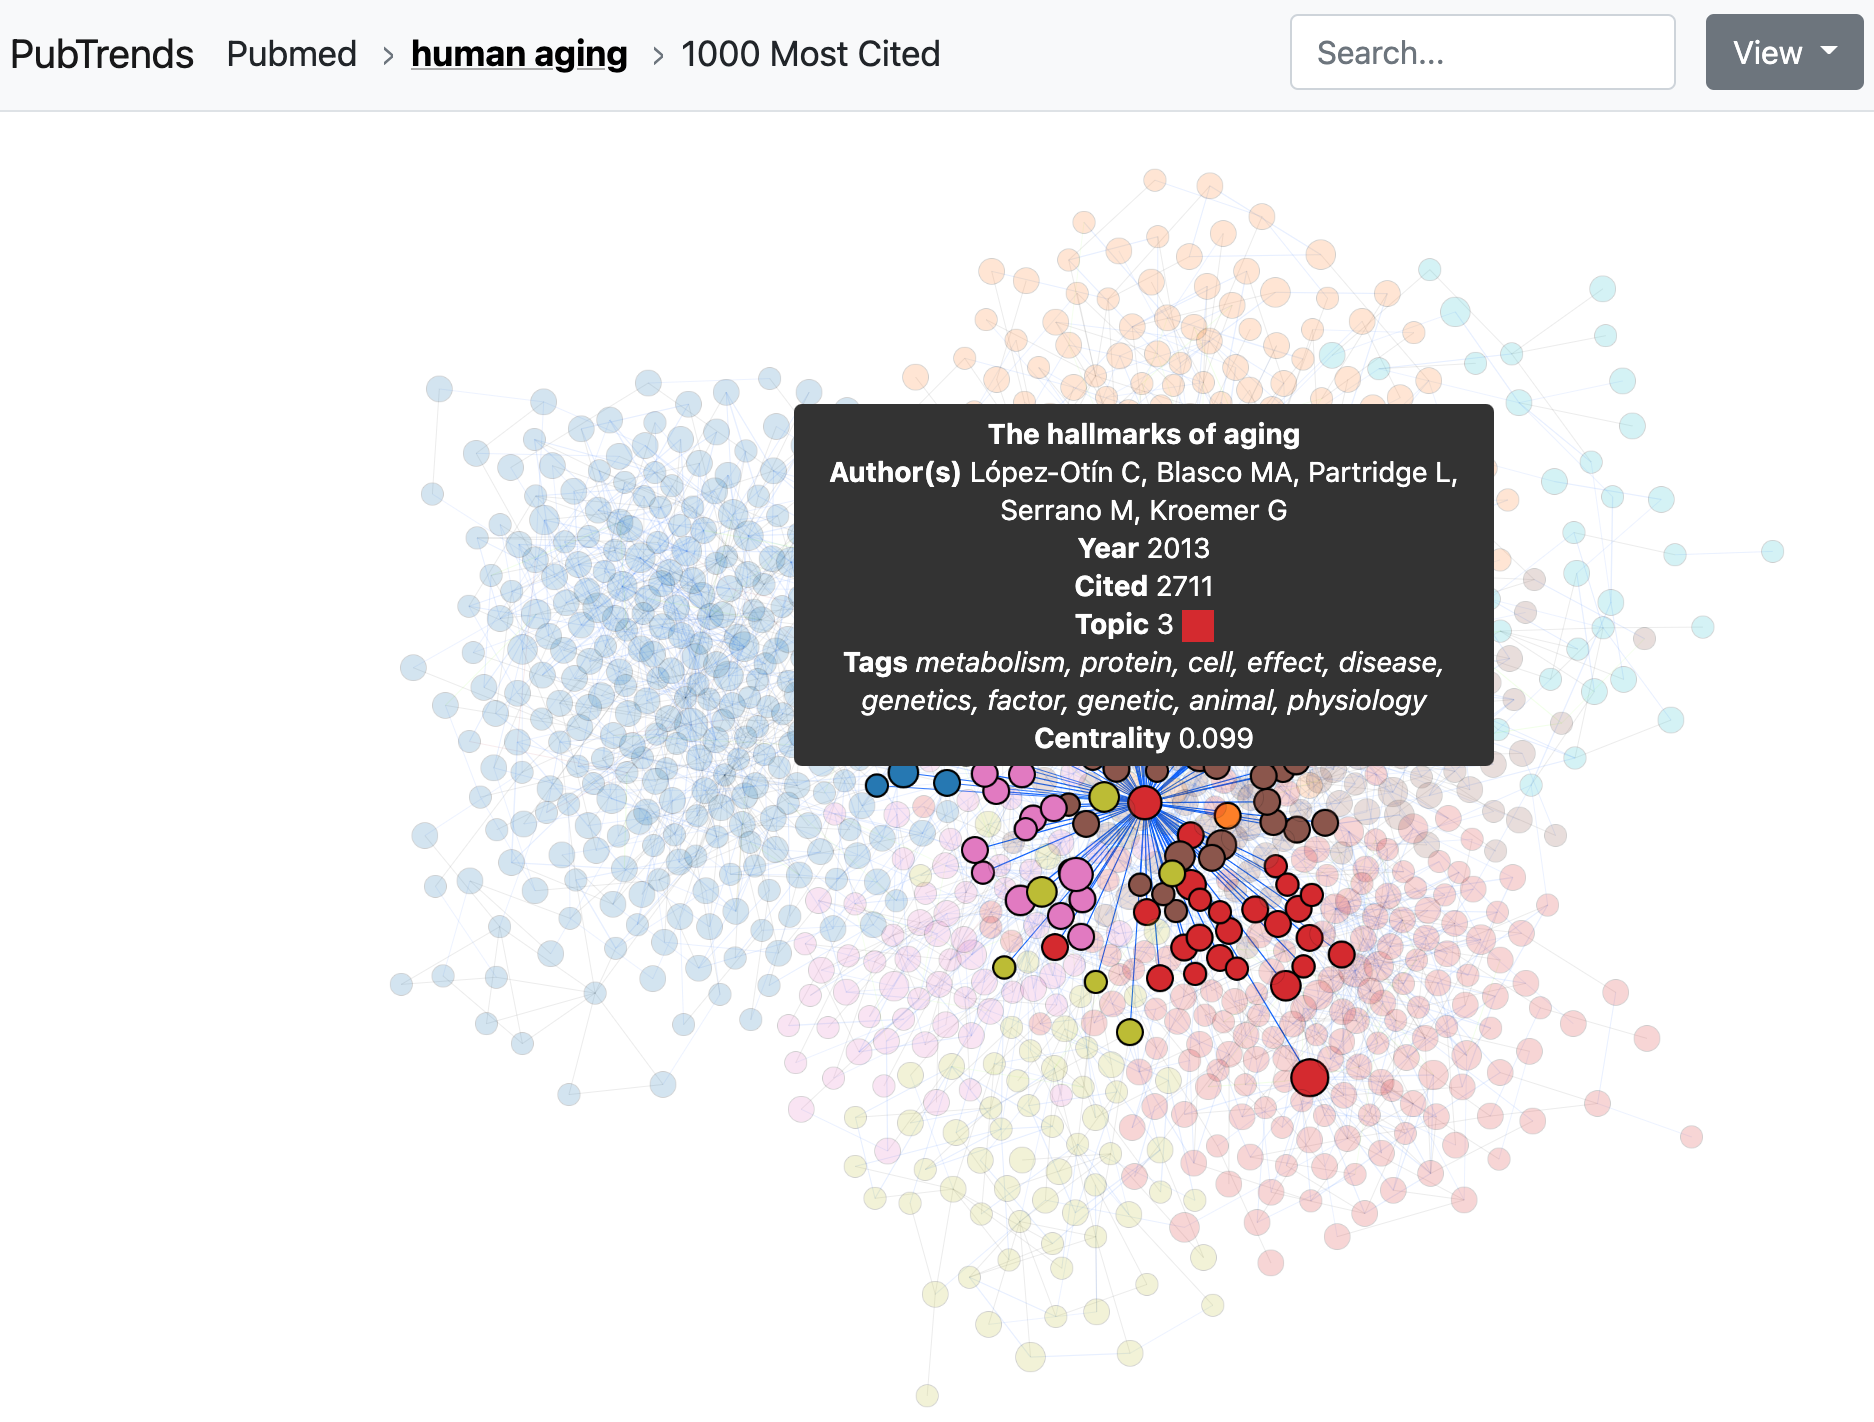 PubTrends Pubmed › human aging › 1000 Most Cited Search... View
The hallmarks of aging
Author(s) López-Otín C, Blasco MA, Partridge L,
Serrano M, Kroemer G
Year 2013
Cited 2711
Topic 3
Tags metabolism, protein, cell, effect, disease,
genetics, factor, genetic, animal, physiology
Centrality 0.099